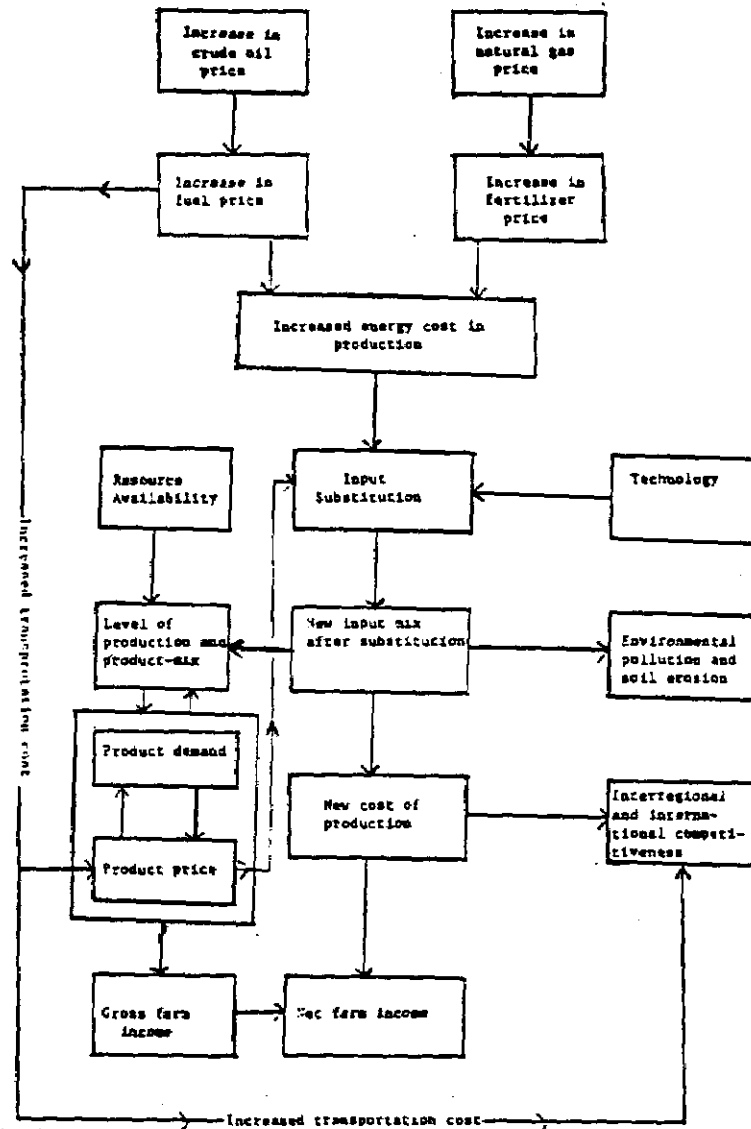 Increase in
crude oil
price
Increase in
natural gas
price
Increase in
fuel price
Increase in
fertilizer
price
Increased energy cost in
production
Resource
Availability
Input
Substitution
Technology
Increased transprotation cost
Level of
production and
product-mix
New input mix
after substitution
Environmental
pollution and
soil erosion
Product demand
New cost of
production
Interregional
and interna-
tional competi-
tiveness
Product price
Gross farm
income
Net farm income
Increased transportation cost